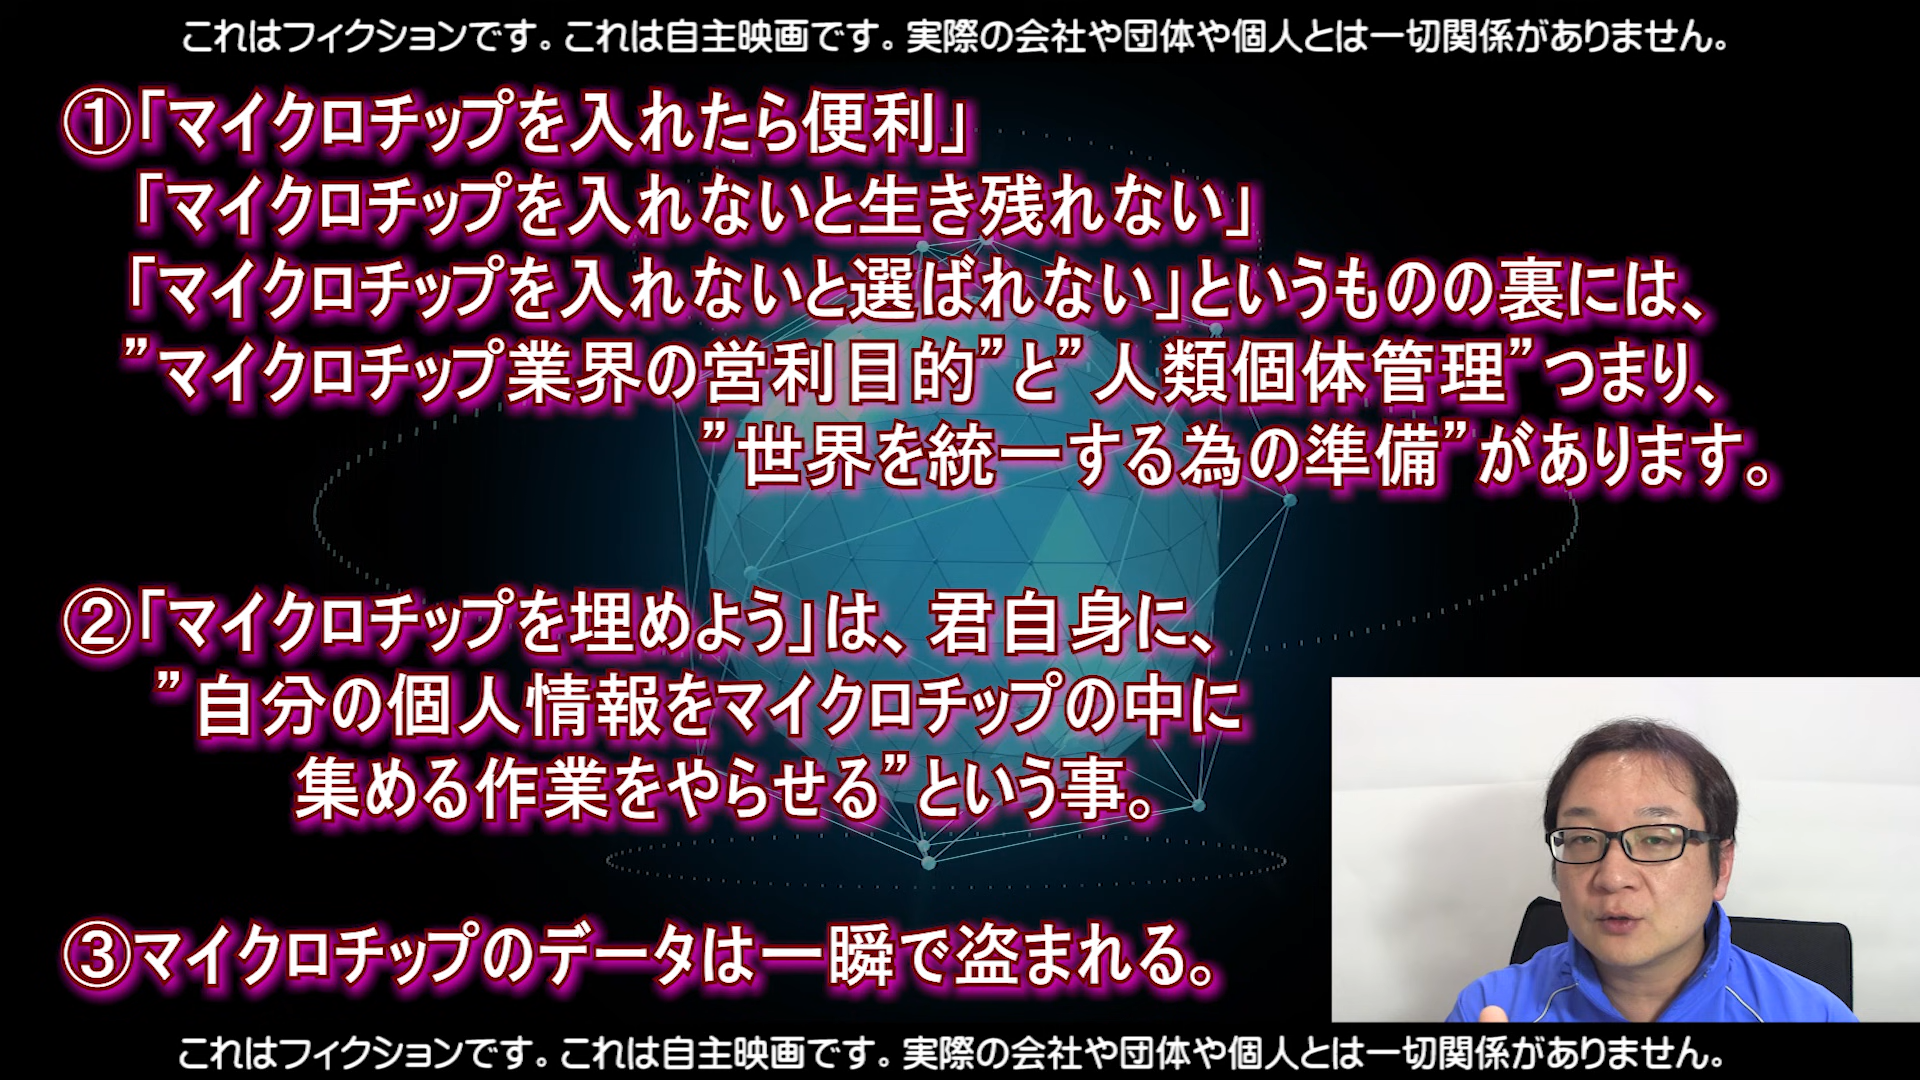 これはフィクションです。これは自主映画です。実際の会社や団体や個人とは一切関係がありません。
①「マイクロチップを入れたら便利」
「マイクロチップを入れないと生き残れない」
「マイクロチップを入れないと選ばれない」というものの裏には、
”マイクロチップ業界の営利目的”と”人類個体管理”つまり、
”世界を統一する為の準備”があります。
②「マイクロチップを埋めよう」は、君自身に、
”自分の個人情報をマイクロチップの中に
集める作業をやらせる”という事。
③マイクロチップのデータは一瞬で盗まれる。
これはフィクションです。これは自主映画です。実際の会社や団体や個人とは一切関係がありません。